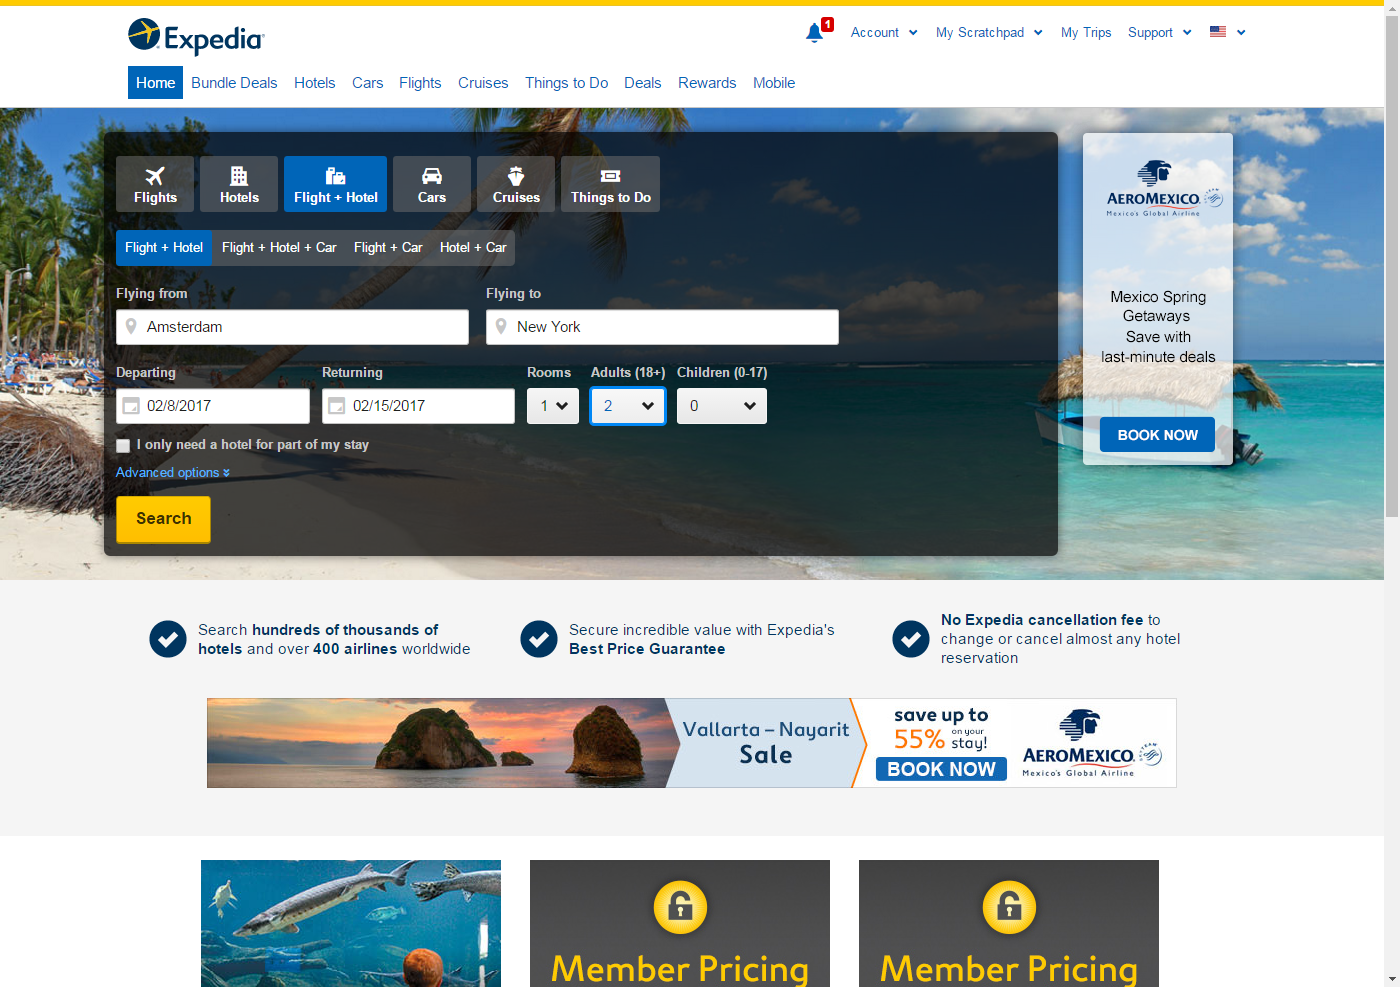 Expedia
1
Account
My Scratchpad
My Trips
Support
Home
Bundle Deals
Hotels
Cars
Flights
Cruises
Things to Do
Deals
Rewards
Mobile
Flights
Hotels
Flight + Hotel
Cars
Cruises
Things to Do
Flight + Hotel
Flight + Hotel + Car
Flight + Car
Hotel + Car
Flying from
Flying to
Amsterdam
New York
Departing
Returning
Rooms
Adults (18+)
Children (0-17)
02/8/2017
02/15/2017
1
2
0
I only need a hotel for part of my stay
Advanced options
Search
AEROMEXICO
Mexico's Global Airline
Mexico Spring
Getaways
Save with
last-minute deals
BOOK NOW
Search hundreds of thousands of
hotels and over 400 airlines worldwide
Secure incredible value with Expedia's
Best Price Guarantee
No Expedia cancellation fee to
change or cancel almost any hotel
reservation
Vallarta – Nayarit
Sale
save up to
55% on your
stay!
BOOK NOW
AEROMEXICO
Mexico's Global Airline
Member Pricing
Member Pricing